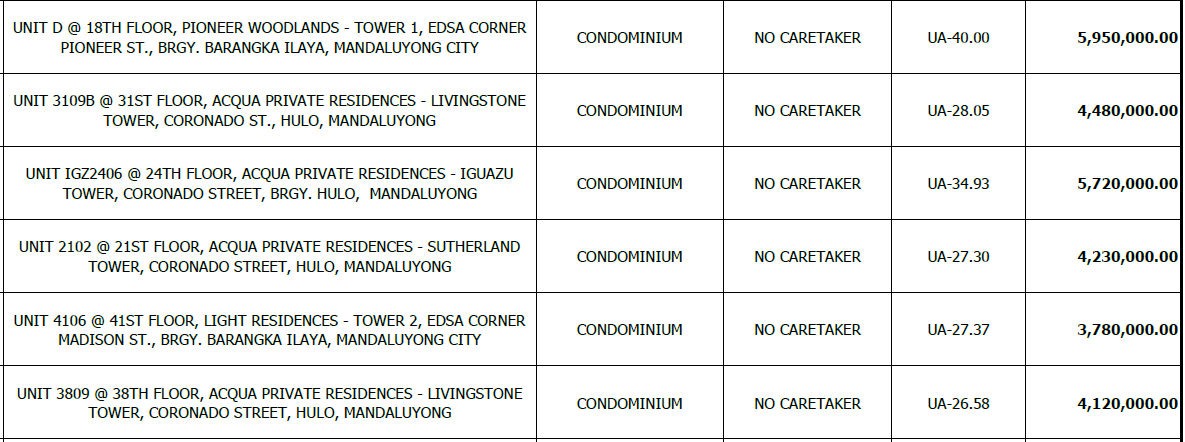 UNIT D @ 18TH FLOOR, PIONEER WOODLANDS - TOWER 1, EDSA CORNER
PIONEER ST., BRGY. BARANGKA ILAYA, MANDALUYONG CITY
CONDOMINIUM
NO CARETAKER
UA-40.00
5,950,000.00
UNIT 3109B @ 31ST FLOOR, ACQUA PRIVATE RESIDENCES - LIVINGSTONE
TOWER, CORONADO ST., HULO, MANDALUYONG
CONDOMINIUM
NO CARETAKER
UA-28.05
4,480,000.00
UNIT IGZ2406 @ 24TH FLOOR, ACQUA PRIVATE RESIDENCES - IGUAZU
TOWER, CORONADO STREET, BRGY. HULO,  MANDALUYONG
CONDOMINIUM
NO CARETAKER
UA-34.93
5,720,000.00
UNIT 2102 @ 21ST FLOOR, ACQUA PRIVATE RESIDENCES - SUTHERLAND
TOWER, CORONADO STREET, HULO, MANDALUYONG
CONDOMINIUM
NO CARETAKER
UA-27.30
4,230,000.00
UNIT 4106 @ 41ST FLOOR, LIGHT RESIDENCES - TOWER 2, EDSA CORNER
MADISON ST., BRGY. BARANGKA ILAYA, MANDALUYONG CITY
CONDOMINIUM
NO CARETAKER
UA-27.37
3,780,000.00
UNIT 3809 @ 38TH FLOOR, ACQUA PRIVATE RESIDENCES - LIVINGSTONE
TOWER, CORONADO STREET, HULO, MANDALUYONG
CONDOMINIUM
NO CARETAKER
UA-26.58
4,120,000.00